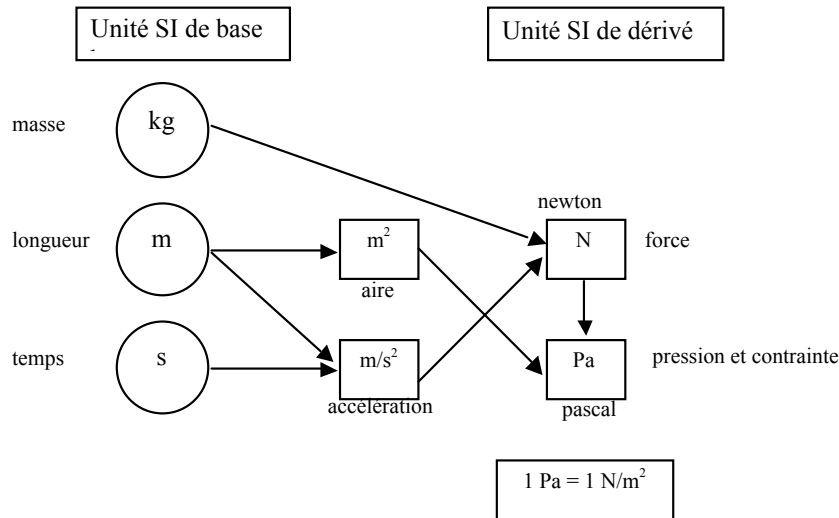 Unité SI de base
Unité SI de dérivé
masse
kg
newton
longueur
m
m²
N
force
aire
temps
s
m/s²
Pa
pression et contrainte
accélération
pascal
1 Pa = 1 N/m²